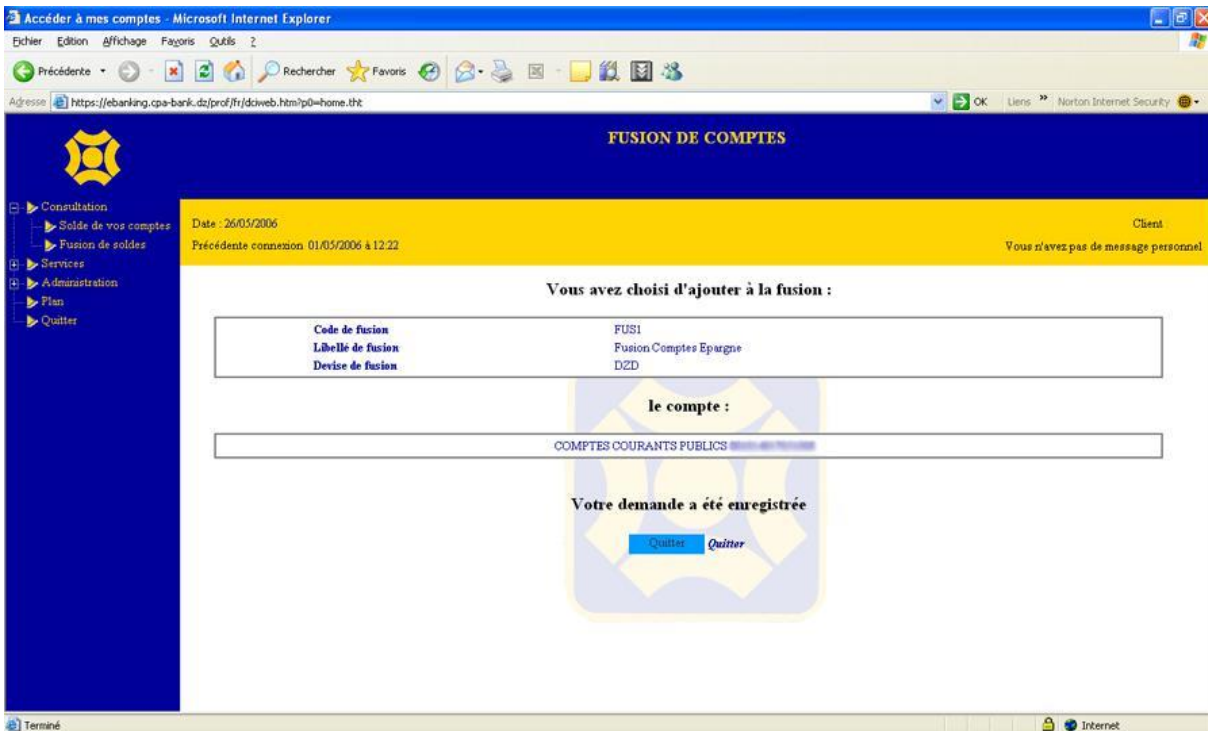 Accéder à mes comptes - Microsoft Internet Explorer
Fichier Edition Affichage Favoris Outils ?
Précédente Rechercher Favoris
Adresse https://ebanking.cpa-bank.dz/prof/fr/dciweb.htm?p0=home.tht OK Liens » Norton Internet Security
FUSION DE COMPTES
Consultation
Solde de vos comptes
Fusion de soldes
Services
Administration
Plan
Quitter
Date : 26/05/2006 Client
Précédente connexion 01/05/2006 à 12:22 Vous n'avez pas de message personnel
Vous avez choisi d'ajouter à la fusion :
Code de fusion FUS1
Libellé de fusion Fusion Comptes Epargne
Devise de fusion DZD
le compte :
COMPTES COURANTS PUBLICS
Votre demande a été enregistrée
Quitter Quitter
Terminé Internet